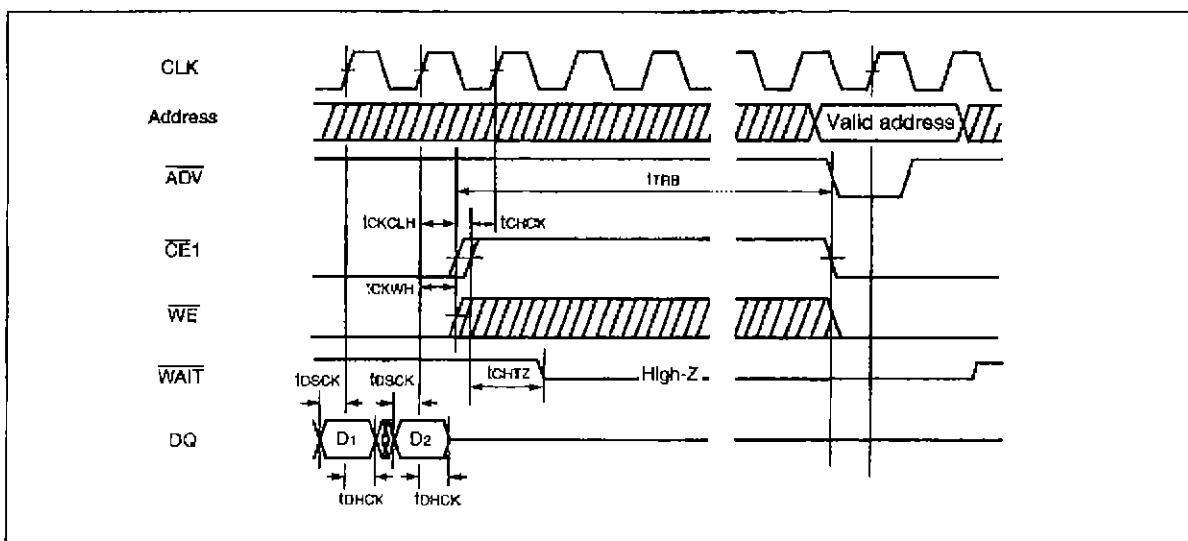 CLK
Address
Valid address
ADV
tTRB
tCKCLH
tCHCK
CE1
tCKWH
WE
WAIT
tDSCK
tDSCK
tCHTZ
High-Z
DQ
D1
D2
tDHCK
tDHCK